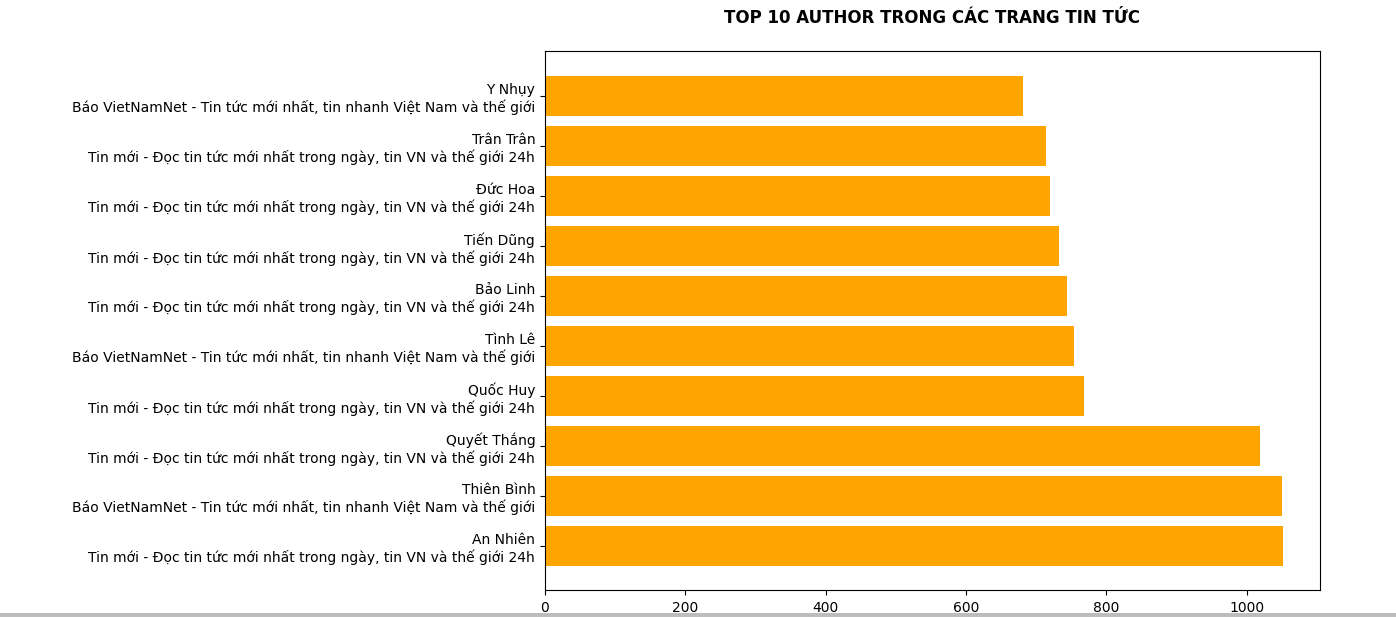 TOP 10 AUTHOR TRONG CÁC TRANG TIN TỨC
Y Nhụy
Báo VietNamNet - Tin tức mới nhất, tin nhanh Việt Nam và thế giới
Trân Trân
Tin mới - Đọc tin tức mới nhất trong ngày, tin VN và thế giới 24h
Đức Hoa
Tin mới - Đọc tin tức mới nhất trong ngày, tin VN và thế giới 24h
Tiến Dũng
Tin mới - Đọc tin tức mới nhất trong ngày, tin VN và thế giới 24h
Bảo Linh
Tin mới - Đọc tin tức mới nhất trong ngày, tin VN và thế giới 24h
Tình Lê
Báo VietNamNet - Tin tức mới nhất, tin nhanh Việt Nam và thế giới
Quốc Huy
Tin mới - Đọc tin tức mới nhất trong ngày, tin VN và thế giới 24h
Quyết Thắng
Tin mới - Đọc tin tức mới nhất trong ngày, tin VN và thế giới 24h
Thiên Bình
Báo VietNamNet - Tin tức mới nhất, tin nhanh Việt Nam và thế giới
An Nhiên
Tin mới - Đọc tin tức mới nhất trong ngày, tin VN và thế giới 24h
0 200 400 600 800 1000